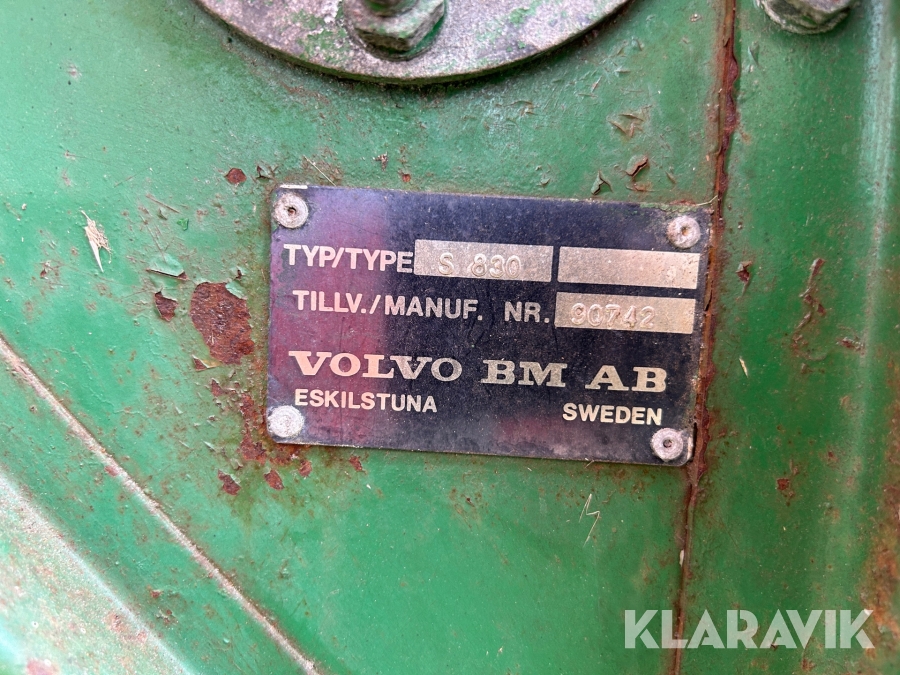 TYP/TYPE S 830
TILLV./MANUF. NR. 90742
VOLVO BM AB
ESKILSTUNA SWEDEN
KLARAVIK